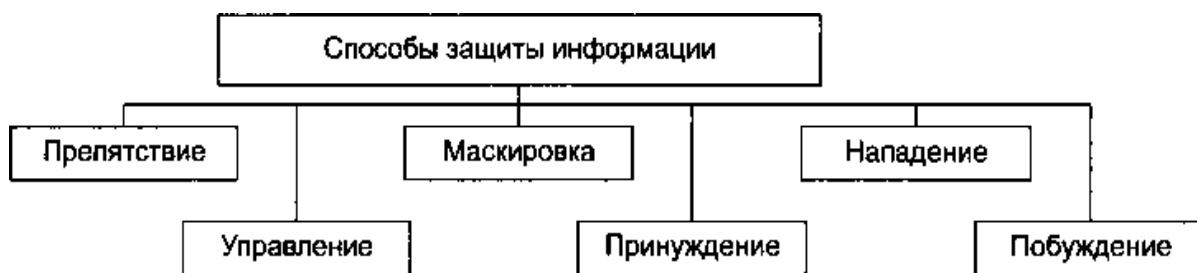 Способы защиты информации
Препятствие
Маскировка
Нападение
Управление
Принуждение
Побуждение